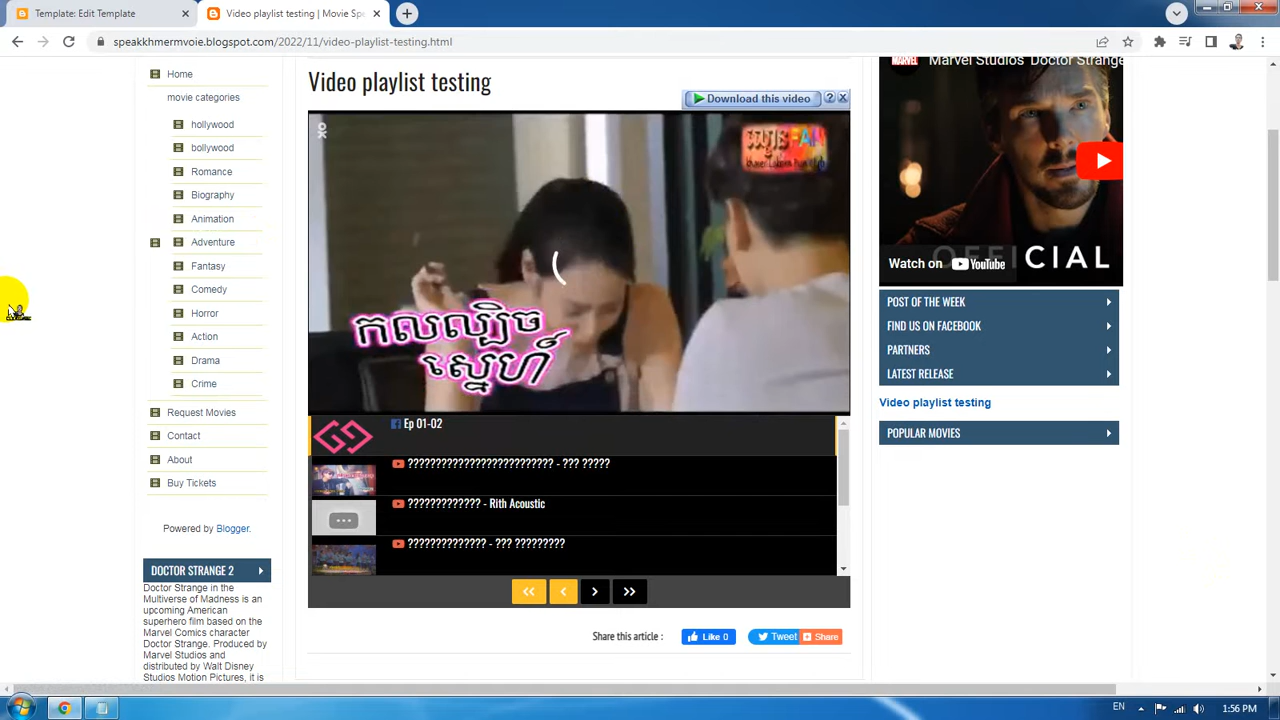 Template: Edit Template
Video playlist testing | Movie Spe
speakkhmermvoie.blogspot.com/2022/11/video-playlist-testing.html
Home
movie categories
hollywood
bollywood
Romance
Biography
Animation
Adventure
Fantasy
Comedy
Horror
Action
Drama
Crime
Request Movies
Contact
About
Buy Tickets
Powered by Blogger.
DOCTOR STRANGE 2
Doctor Strange in the
Multiverse of Madness is an
upcoming American
superhero film based on the
Marvel Comics character
Doctor Strange. Produced by
Marvel Studios and
distributed by Walt Disney
Studios Motion Pictures, it is
Video playlist testing
Download this video
កលល្បិច
ស្នេហ៍
Ep 01-02
????????????????????????? - ??? ?????
????????????? - Rith Acoustic
?????????????? - ??? ?????????
Share this article :
Like 0
Tweet
Share
MARVEL
Marvel Studios' Doctor Strange
OFFICIAL
Watch on YouTube
POST OF THE WEEK
FIND US ON FACEBOOK
PARTNERS
LATEST RELEASE
Video playlist testing
POPULAR MOVIES
EN
1:56 PM